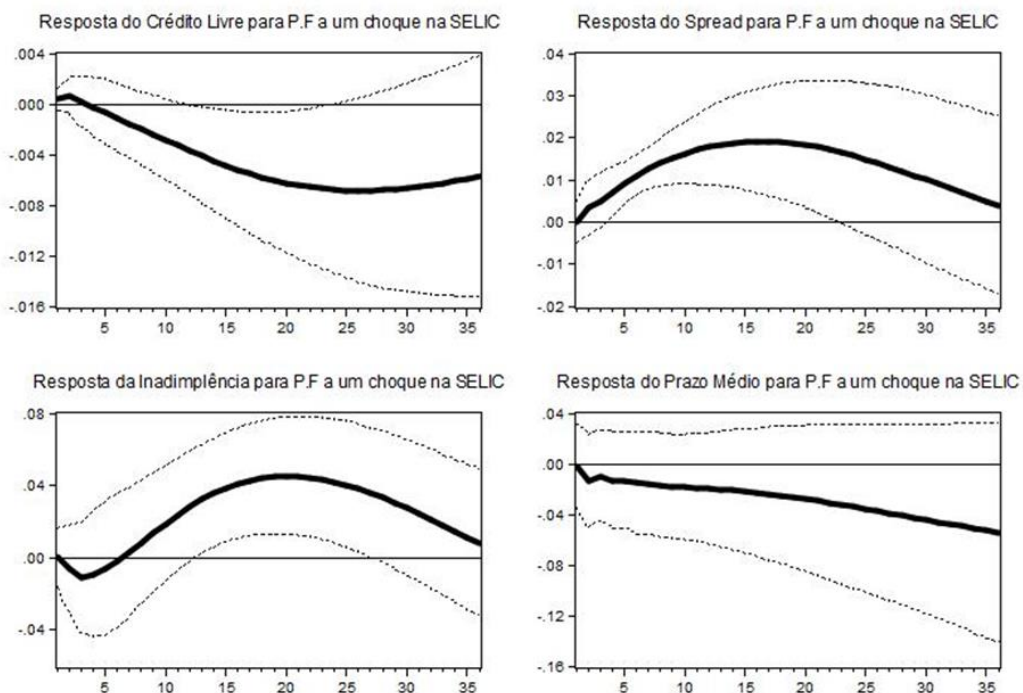 Resposta do Crédito Livre para P.F a um choque na SELIC
.004
.000
-.004
-.008
-.012
-.016
5 10 15 20 25 30 35
Resposta do Spread para P.F a um choque na SELIC
.04
.03
.02
.01
.00
-.01
-.02
5 10 15 20 25 30 35
Resposta da Inadimplência para P.F a um choque na SELIC
.08
.04
.00
-.04
5 10 15 20 25 30 35
Resposta do Prazo Médio para P.F a um choque na SELIC
.04
.00
-.04
-.08
-.12
-.16
5 10 15 20 25 30 35